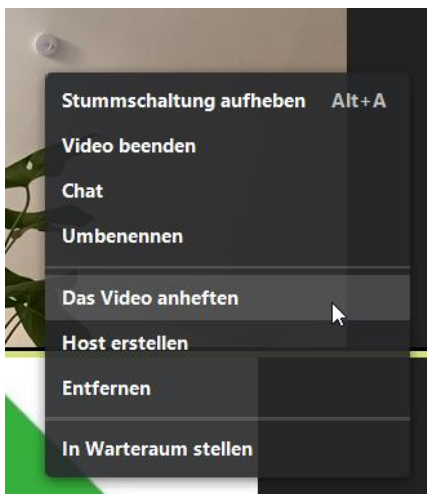 Stummschaltung aufheben Alt+A
Video beenden
Chat
Umbenennen
Das Video anheften
Host erstellen
Entfernen
In Warteraum stellen